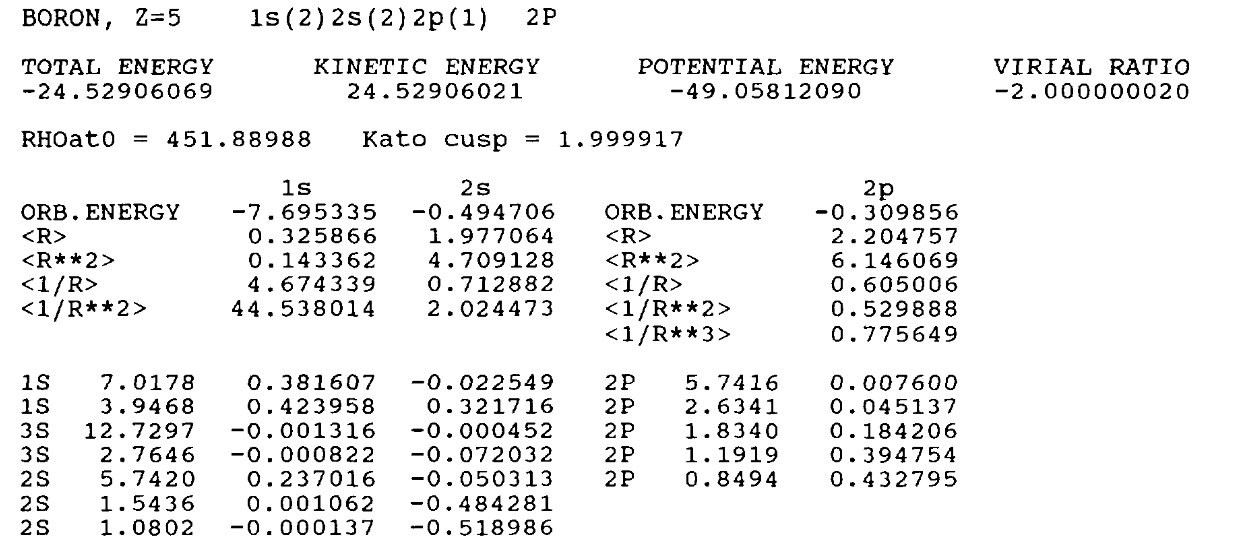 BORON, Z=5 1s(2)2s(2)2p(1) 2P
TOTAL ENERGY KINETIC ENERGY POTENTIAL ENERGY VIRIAL RATIO
-24.52906069 24.52906021 -49.05812090 -2.000000020
RHOat0 = 451.88988 Kato cusp = 1.999917
1s 2s 2p
ORB.ENERGY -7.695335 -0.494706 ORB.ENERGY -0.309856
<R> 0.325866 1.977064 <R> 2.204757
<R**2> 0.143362 4.709128 <R**2> 6.146069
<1/R> 4.674339 0.712882 <1/R> 0.605006
<1/R**2> 44.538014 2.024473 <1/R**2> 0.529888
<1/R**3> 0.775649
1S 7.0178 0.381607 -0.022549 2P 5.7416 0.007600
1S 3.9468 0.423958 0.321716 2P 2.6341 0.045137
3S 12.7297 -0.001316 -0.000452 2P 1.8340 0.184206
3S 2.7646 -0.000822 -0.072032 2P 1.1919 0.394754
2S 5.7420 0.237016 -0.050313 2P 0.8494 0.432795
2S 1.5436 0.001062 -0.484281
2S 1.0802 -0.000137 -0.518986